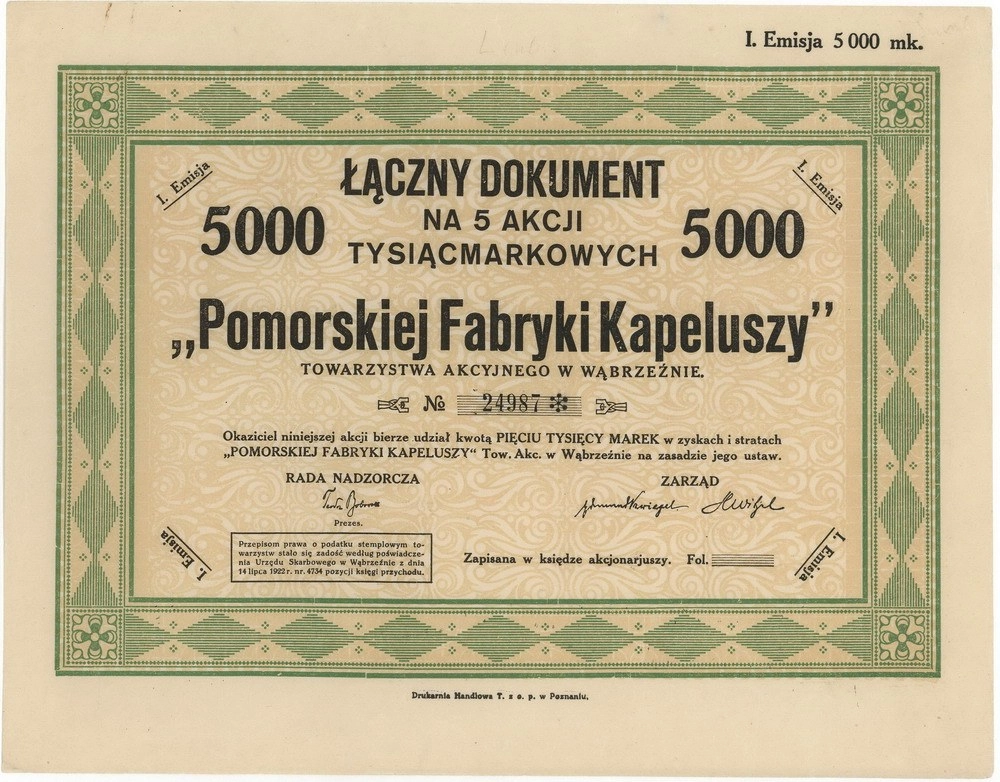 I. Emisja 5 000 mk.
I. Emisja
I. Emisja
ŁĄCZNY DOKUMENT
5000 NA 5 AKCJI 5000
TYSIĄCMARKOWYCH
„Pomorskiej Fabryki Kapeluszy”
TOWARZYSTWA AKCYJNEGO W WĄBRZEŹNIE.
№ 24987 *
Okaziciel niniejszej akcji bierze udział kwotą PIĘCIU TYSIĘCY MAREK w zyskach i stratach
„POMORSKIEJ FABRYKI KAPELUSZY“ Tow. Akc. w Wąbrzeźnie na zasadzie jego ustaw.
RADA NADZORCZA
Prezes.
ZARZĄD
Przepisom prawa o podatku stemplowym to-
warzystw stało się zadość według poświadcze-
nia Urzędu Skarbowego w Wąbrzeźnie z dnia
14 lipca 1922 r. nr. 4734 pozycji księgi przychodu.
Zapisana w księdze akcjonarjuszy. Fol.
I. Emisja
I. Emisja
Drukarnia Handlowa T. z o. p. w Poznaniu.